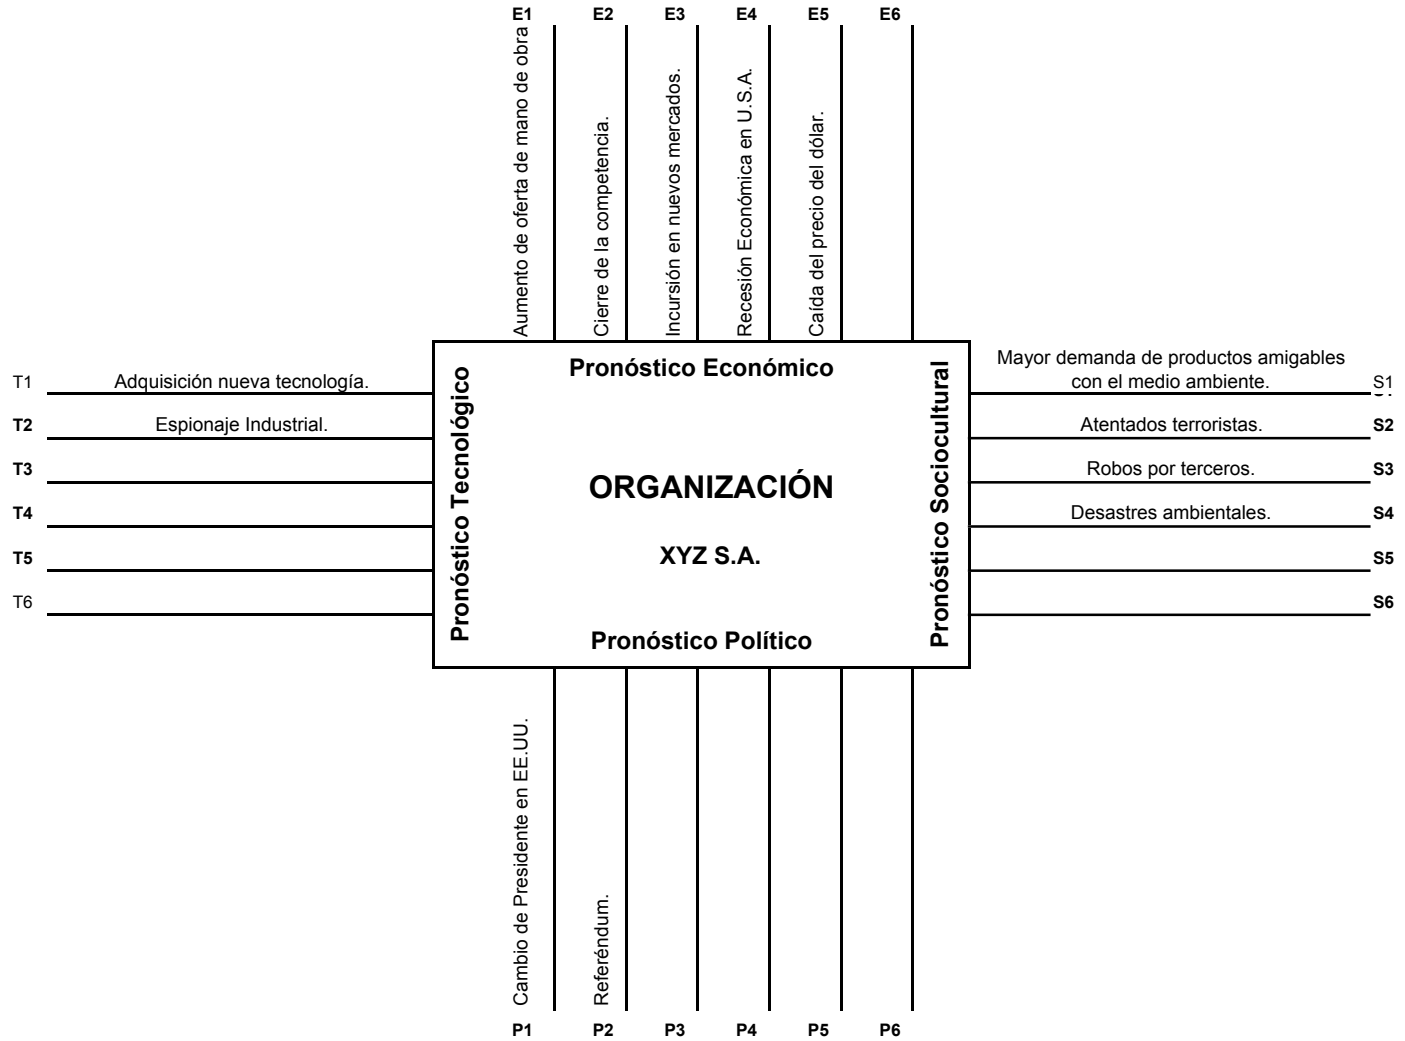 E1
E2
E3
E4
E5
E6
Aumento de oferta de mano de obra
Cierre de la competencia.
Incursión en nuevos mercados.
Recesión Económica en U.S.A.
Caída del precio del dólar.
Pronóstico Económico
T1
Adquisición nueva tecnología.
T2
Espionaje Industrial.
T3
T4
T5
T6
Pronóstico Tecnológico
ORGANIZACIÓN
XYZ S.A.
Pronóstico Sociocultural
Mayor demanda de productos amigables
con el medio ambiente.
S1
Atentados terroristas.
S2
Robos por terceros.
S3
Desastres ambientales.
S4
S5
S6
Pronóstico Político
Cambio de Presidente en EE.UU.
Referéndum.
P1
P2
P3
P4
P5
P6